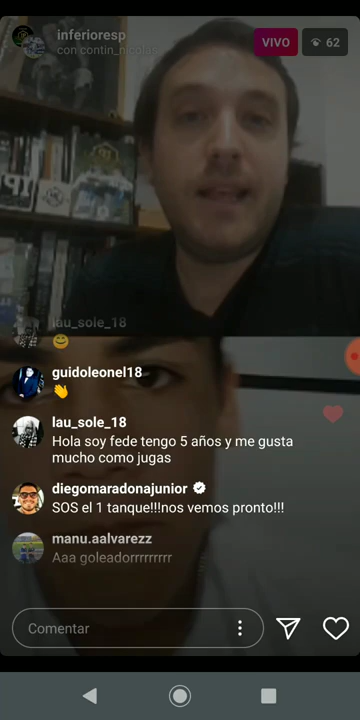 inferioresp
con contin_nicola
VIVO
62
lau_sole_18
guidoleonel18
lau_sole_18
Hola soy fede tengo 5 años y me gusta
mucho como jugas
diegomaradonajunior
SOS el 1 tanque!!!nos vemos pronto!!!
manu.aalvarezz
Aaa goleadorrrrrrrrr
Comentar